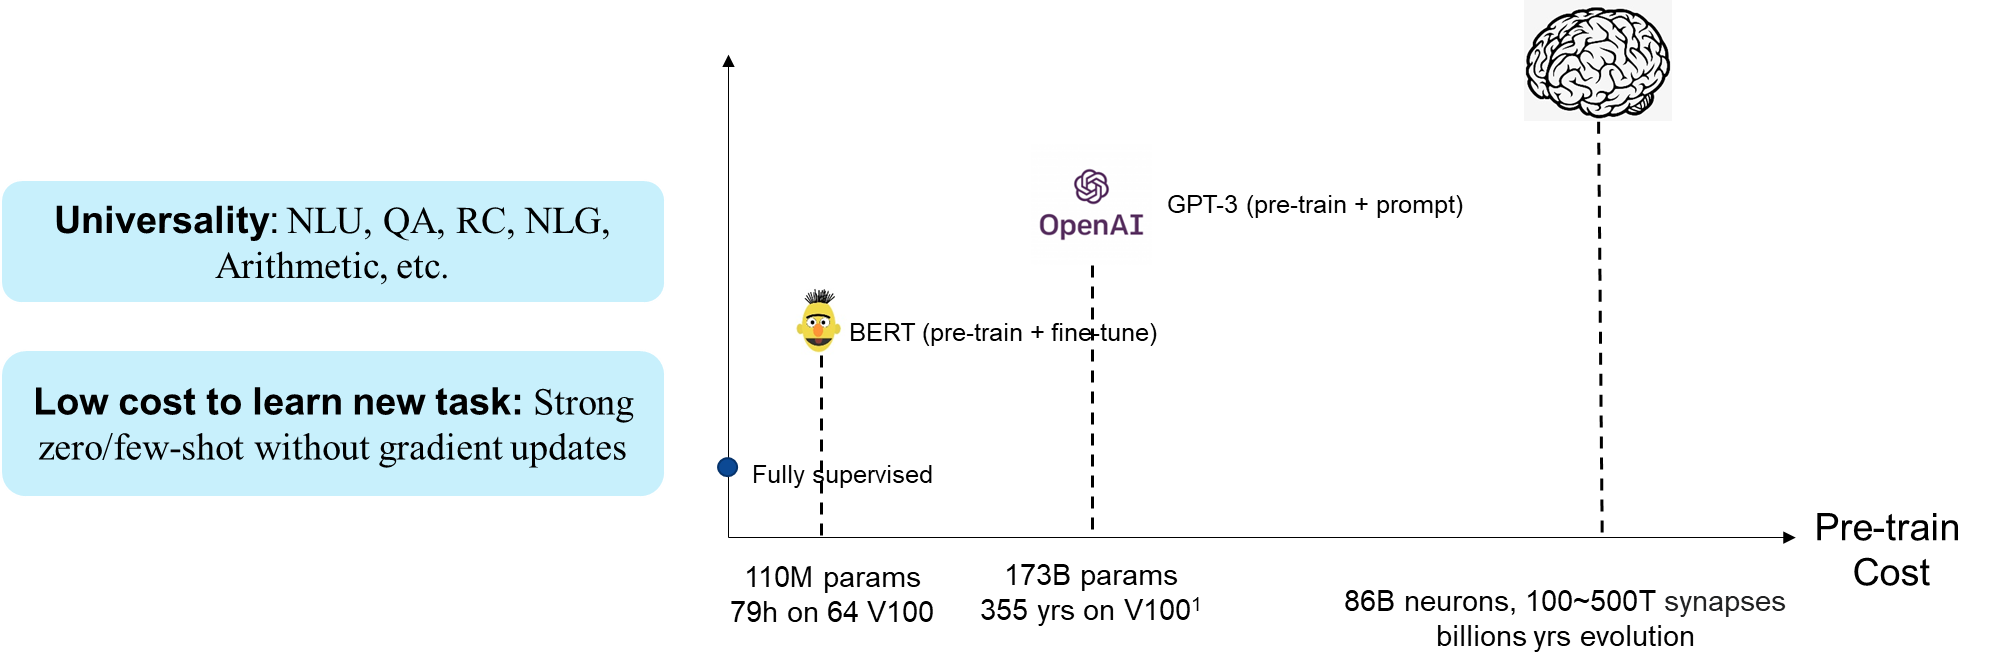 Universality: NLU, QA, RC, NLG,
Arithmetic, etc.
Low cost to learn new task: Strong
zero/few-shot without gradient updates
OpenAI
GPT-3 (pre-train + prompt)
BERT (pre-train + fine-tune)
Fully supervised
Pre-train
Cost
110M params
79h on 64 V100
173B params
355 yrs on V100¹
86B neurons, 100~500T synapses
billions yrs evolution